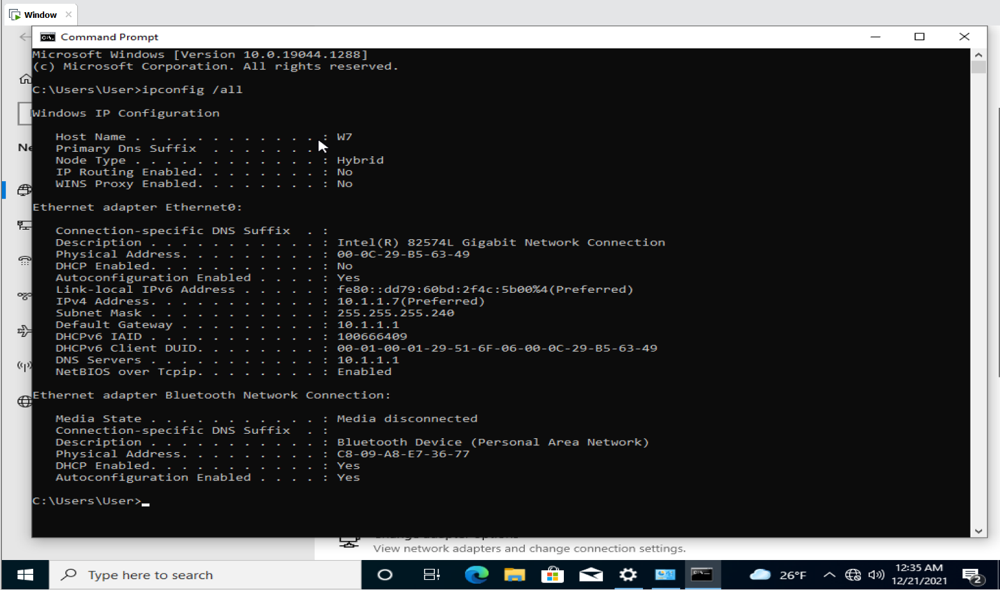 Window
Command Prompt
Microsoft Windows [Version 10.0.19044.1288]
(c) Microsoft Corporation. All rights reserved.
C:\Users\User>ipconfig /all
Windows IP Configuration
Host Name . . . . . . . . . . . . : W7
Primary Dns Suffix  . . . . . . .
Node Type . . . . . . . . . . . . : Hybrid
IP Routing Enabled. . . . . . . . : No
WINS Proxy Enabled. . . . . . . . : No
Ethernet adapter Ethernet0:
Connection-specific DNS Suffix  . :
Description . . . . . . . . . . . : Intel(R) 82574L Gigabit Network Connection
Physical Address. . . . . . . . . : 00-0C-29-B5-63-49
DHCP Enabled. . . . . . . . . . . : No
Autoconfiguration Enabled . . . . : Yes
Link-local IPv6 Address . . . . . : fe80::dd79:60bd:2f4c:5b00%4(Preferred)
IPv4 Address. . . . . . . . . . . : 10.1.1.7(Preferred)
Subnet Mask . . . . . . . . . . . : 255.255.255.240
Default Gateway . . . . . . . . . : 10.1.1.1
DHCPv6 IAID . . . . . . . . . . . : 100666409
DHCPv6 Client DUID. . . . . . . . : 00-01-00-01-29-51-6F-06-00-0C-29-B5-63-49
DNS Servers . . . . . . . . . . . : 10.1.1.1
NetBIOS over Tcpip. . . . . . . . : Enabled
Ethernet adapter Bluetooth Network Connection:
Media State . . . . . . . . . . . : Media disconnected
Connection-specific DNS Suffix  . :
Description . . . . . . . . . . . : Bluetooth Device (Personal Area Network)
Physical Address. . . . . . . . . : C8-09-A8-E7-36-77
DHCP Enabled. . . . . . . . . . . : Yes
Autoconfiguration Enabled . . . . : Yes
C:\Users\User>
View network adapters and change connection settings.
Type here to search
26°F
12:35 AM
12/21/2021
2